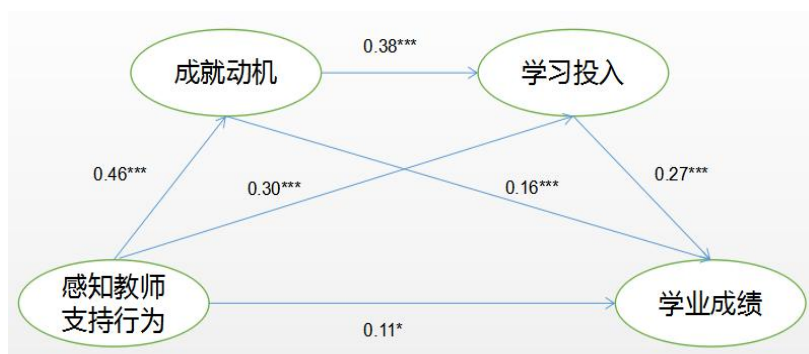 0.38***
成就动机
学习投入
0.46***
0.30***
0.16***
0.27***
感知教师
支持行为
学业成绩
0.11*